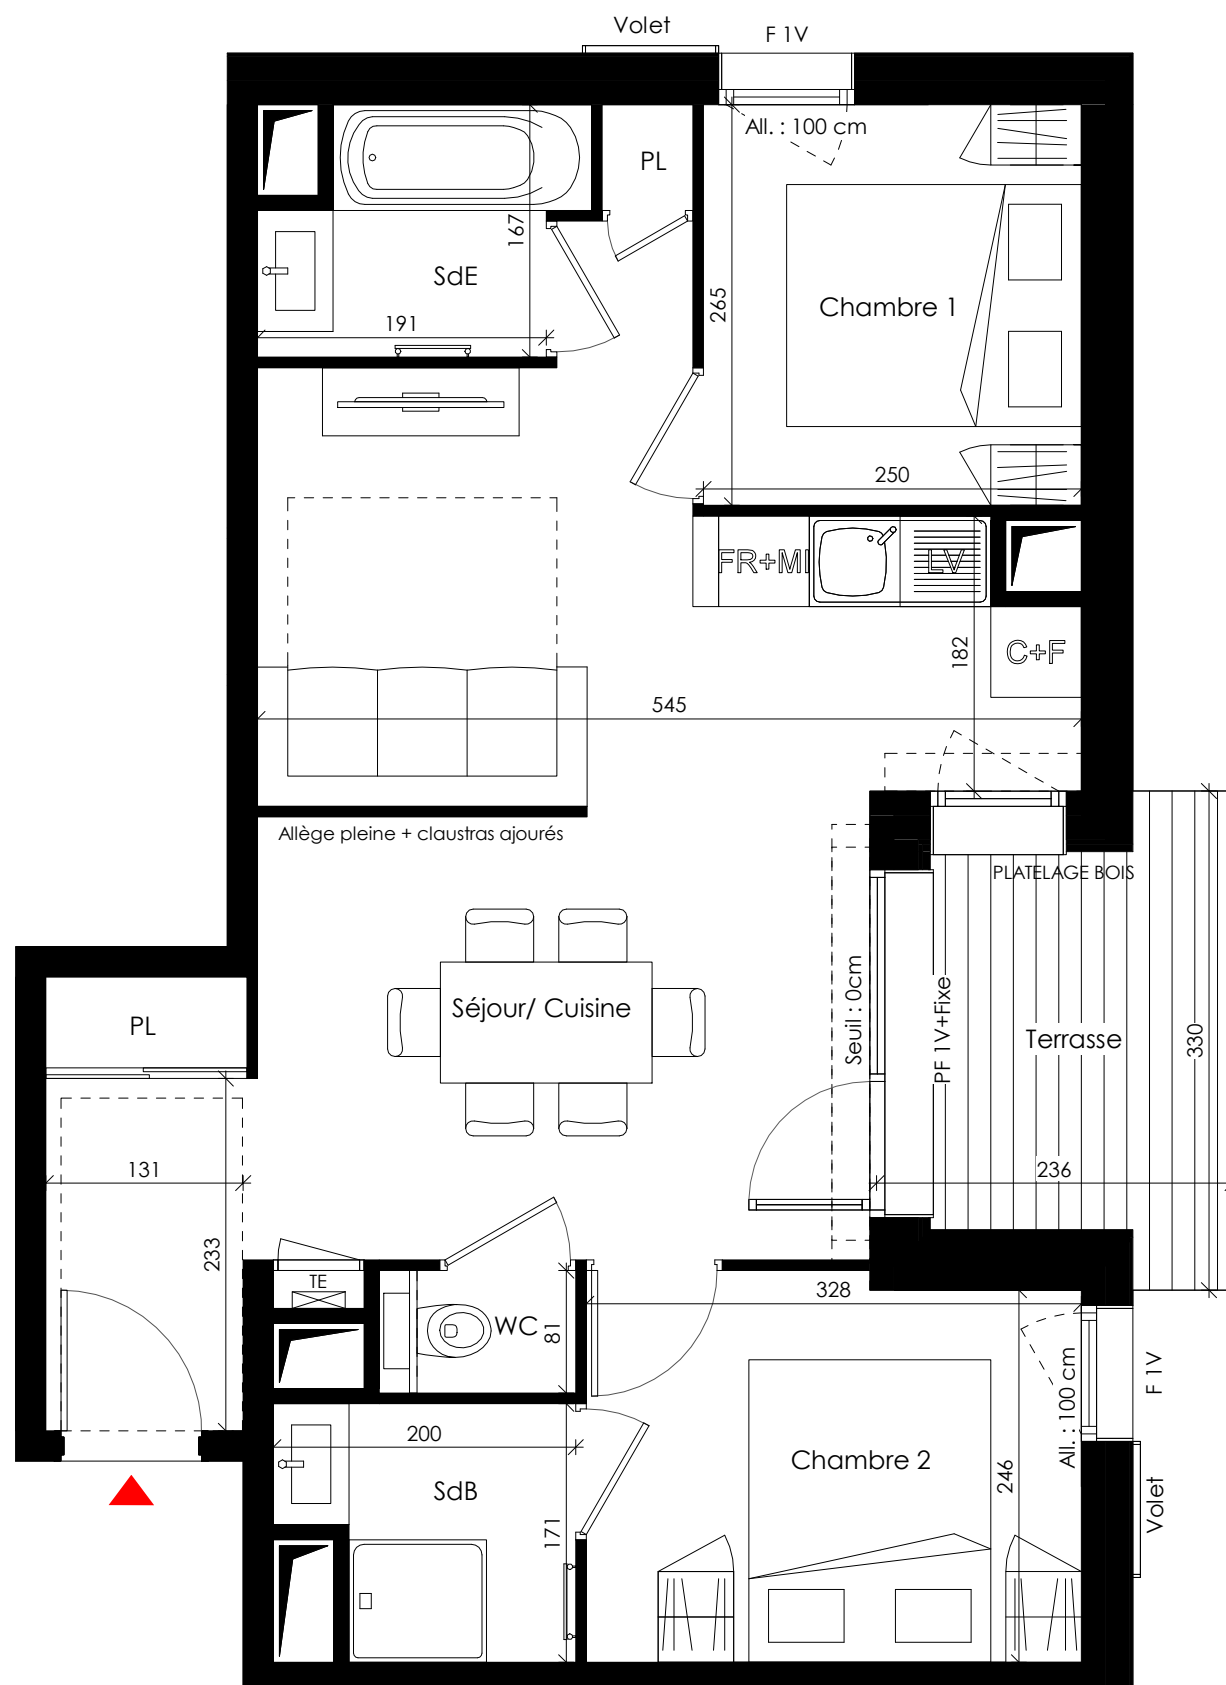 Volet
F 1V
All. : 100 cm
PL
167
SdE
265
Chambre 1
191
250
FR+MI
LV
182
C+F
545
Allège pleine + claustras ajourés
PLATELAGE BOIS
Seuil : 0cm
PF 1V+Fixe
Séjour/ Cuisine
PL
Terrasse
330
131
236
233
TE
328
WC
81
All. : 100 cm
F 1V
200
Chambre 2
246
SdB
171
Volet